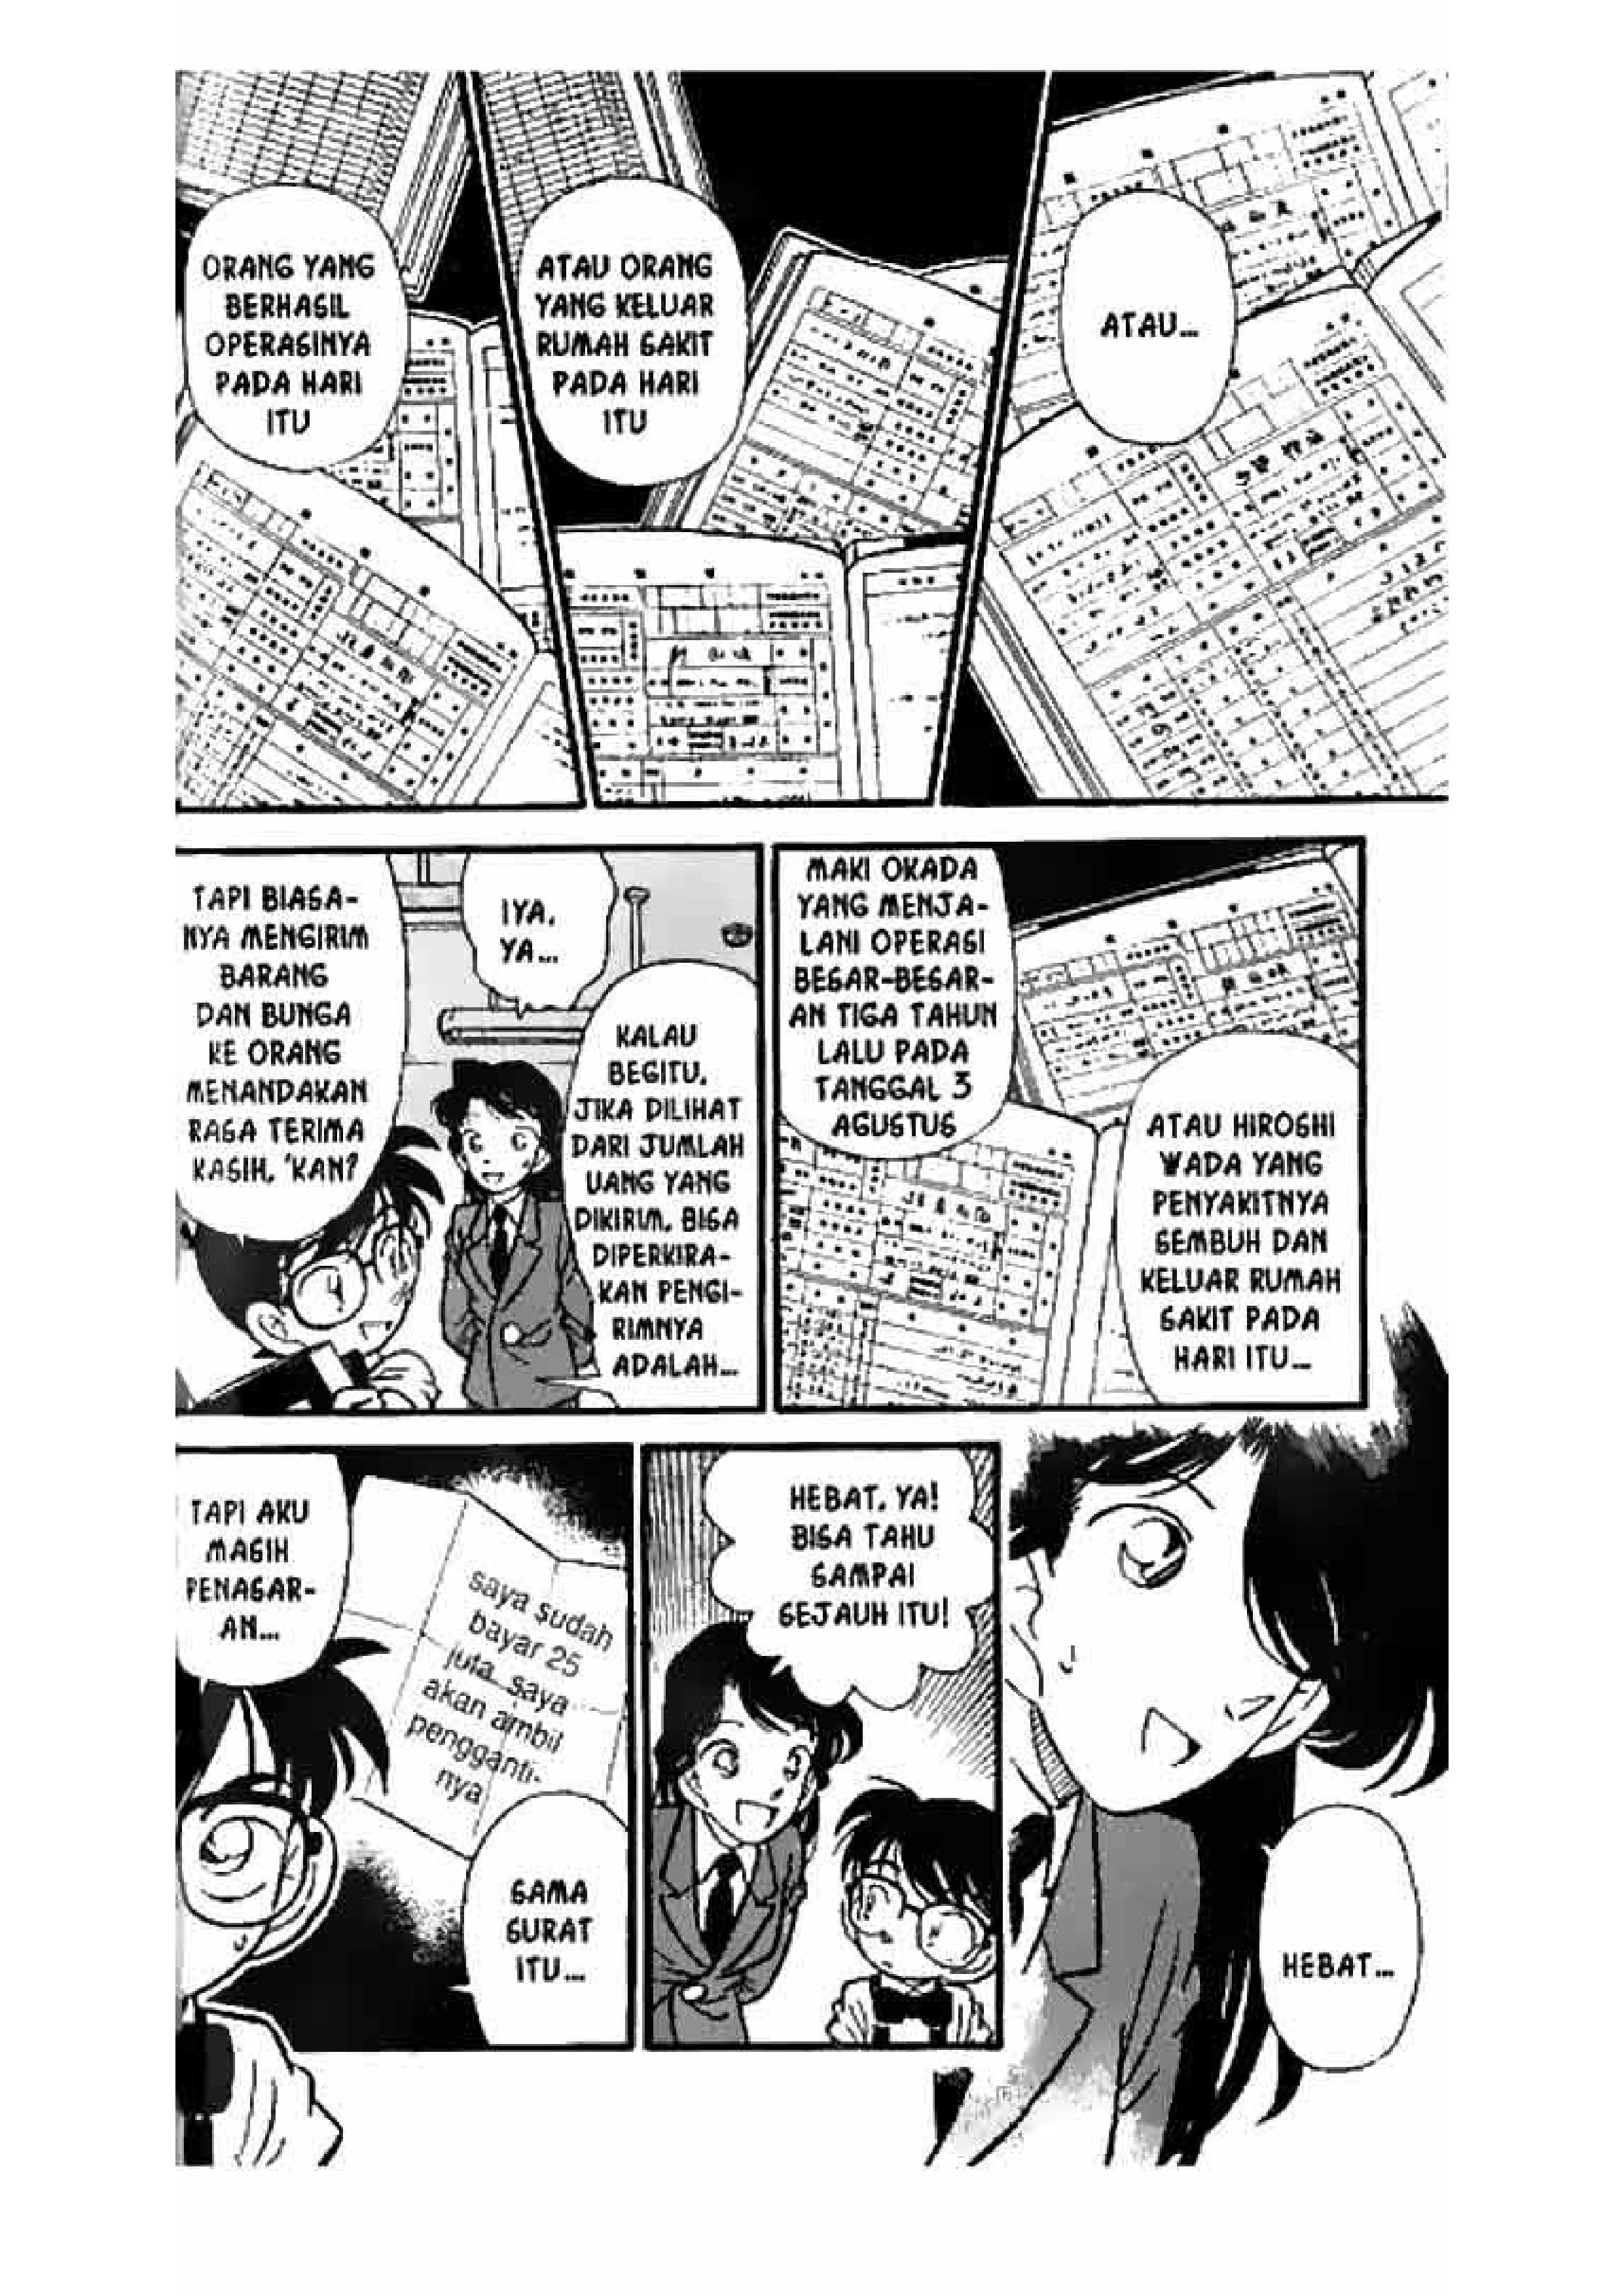 ATAU...
ATAU ORANG
YANG KELUAR
RUMAH SAKIT
PADA HARI
ITU
ORANG YANG
BERHASIL
OPERASINYA
PADA HARI
ITU
ATAU HIROSHI
WADA YANG
PENYAKITNYA
SEMBUH DAN
KELUAR RUMAH
SAKIT PADA
HARI ITU...
MAKI OKADA
YANG MENJA-
LANI OPERASI
BESAR-BESAR-
AN TIGA TAHUN
LALU PADA
TANGGAL 3
AGUSTUS
KALAU
BEGITU,
JIKA DILIHAT
DARI JUMLAH
UANG YANG
DIKIRIM, BISA
DIPERKIRA-
KAN PENGI-
RIMNYA
ADALAH...
IYA,
YA...
TAPI BIASA-
NYA MENGIRIM
BARANG
DAN BUNGA
KE ORANG
MENANDAKAN
RASA TERIMA
KASIH, 'KAN?
HEBAT...
HEBAT, YA!
BISA TAHU
SAMPAI
SEJAUH ITU!
TAPI AKU
MASIH
PENASAR-
AN...
saya sudah
bayar 25
juta, saya
akan ambil
pengganti-
nya
SAMA
SURAT
ITU...